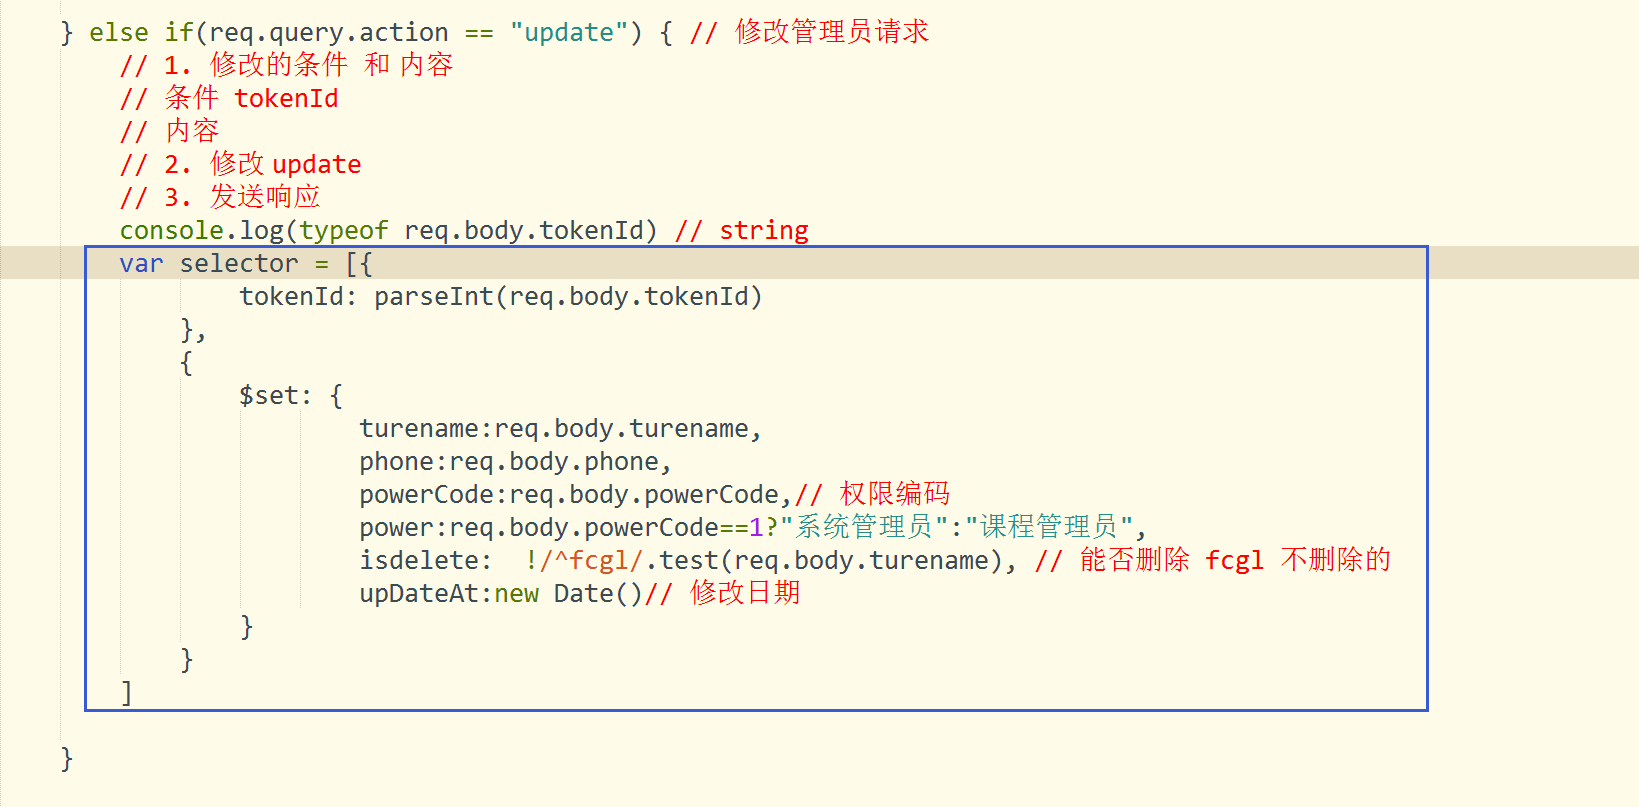 } else if(req.query.action == "update") { // 修改管理员请求
// 1. 修改的条件 和 内容
// 条件 tokenId
// 内容
// 2. 修改 update
// 3. 发送响应
console.log(typeof req.body.tokenId) // string
var selector = [{
tokenId: parseInt(req.body.tokenId)
},
{
$set: {
turename:req.body.turename,
phone:req.body.phone,
powerCode:req.body.powerCode,// 权限编码
power:req.body.powerCode==1?"系统管理员":"课程管理员",
isdelete:  !/^fcgl/.test(req.body.turename), // 能否删除 fcgl 不删除的
upDateAt:new Date()// 修改日期
}
}
]
}